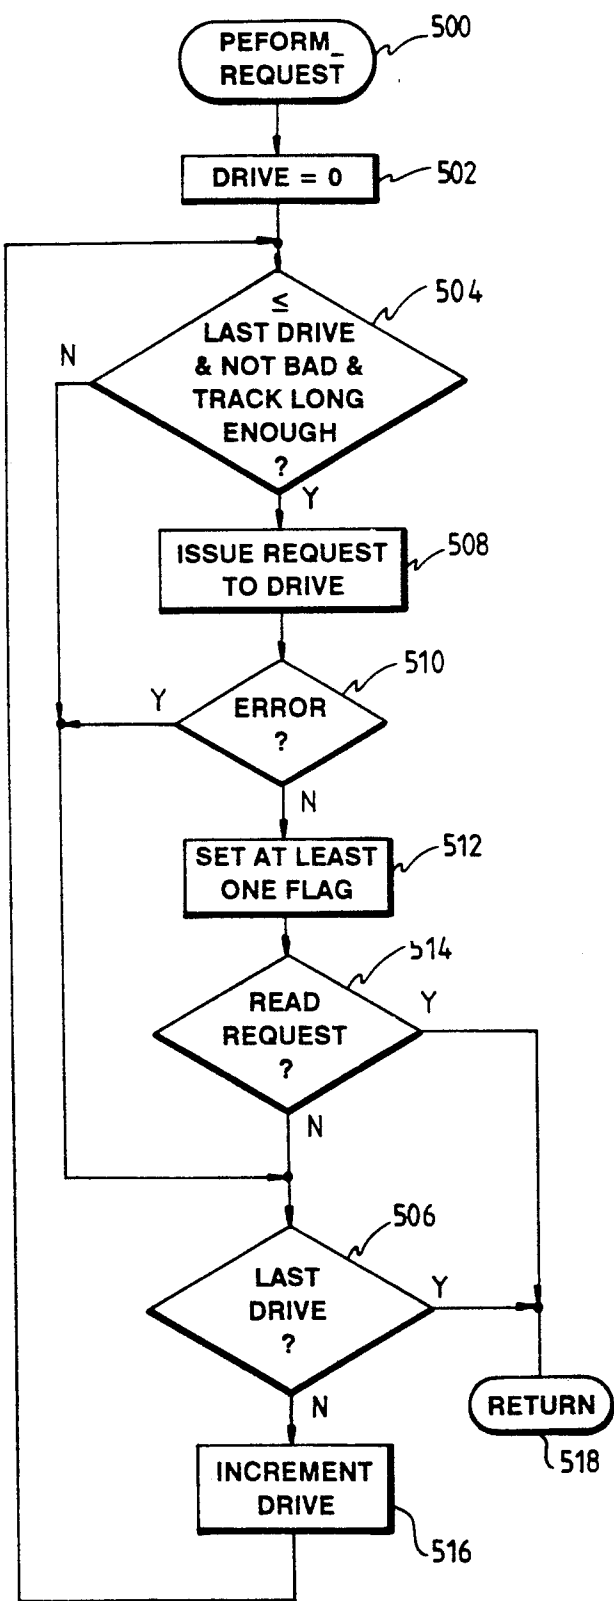 PEFORM_
REQUEST
500
DRIVE = 0
502
≤
LAST DRIVE
& NOT BAD &
TRACK LONG
ENOUGH
?
504
N
Y
ISSUE REQUEST
TO DRIVE
508
ERROR
?
510
Y
N
SET AT LEAST
ONE FLAG
512
READ
REQUEST
?
514
Y
N
LAST
DRIVE
?
506
Y
N
RETURN
518
INCREMENT
DRIVE
516